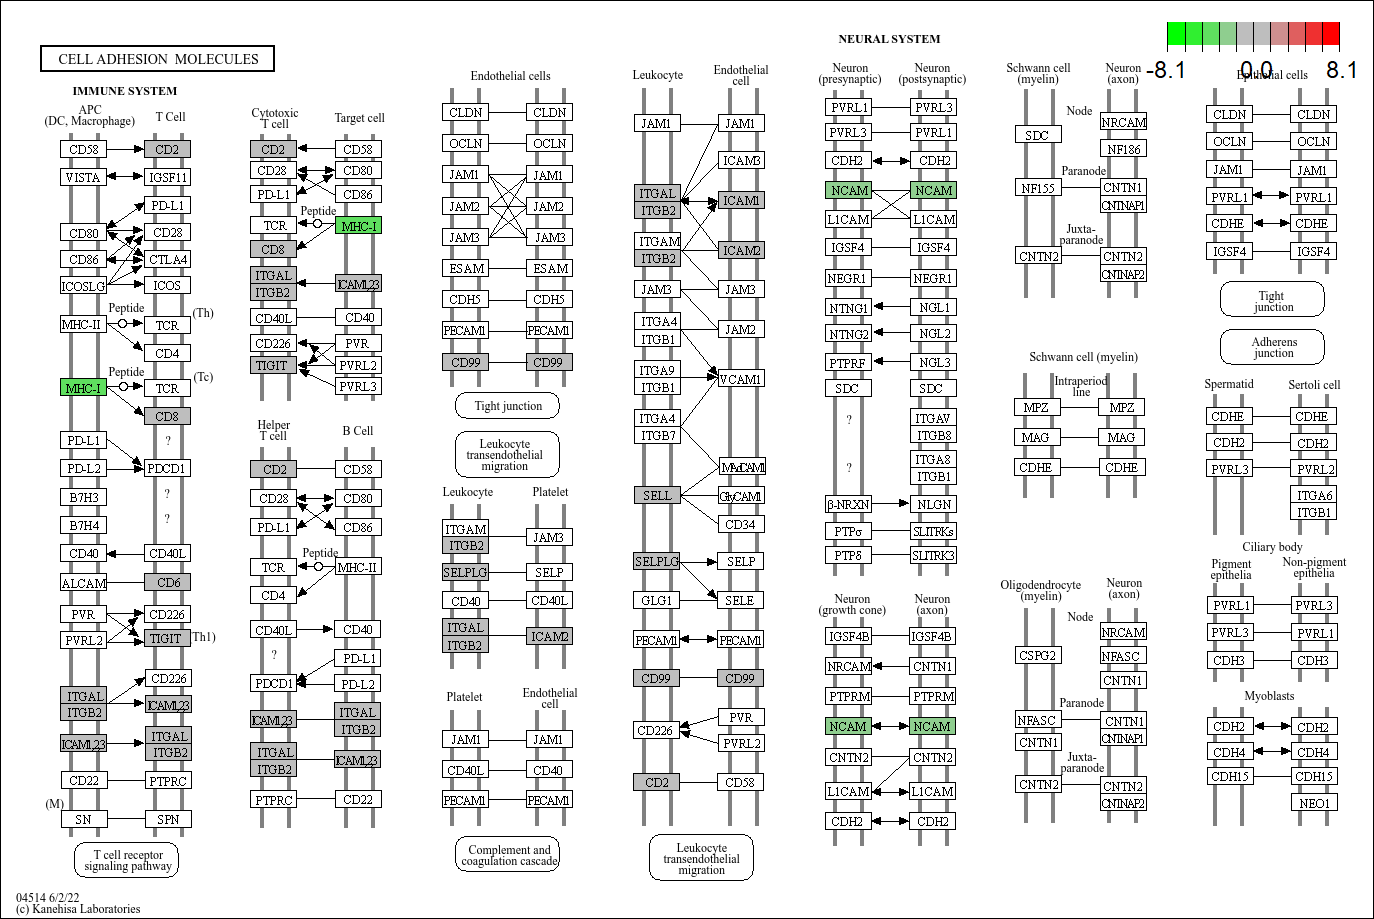 CELL ADHESION MOLECULES
NEURAL SYSTEM
-8.1 0.0 8.1
IMMUNE SYSTEM
APC
(DC, Macrophage)
T Cell
CD58 CD2
VISTA IGSF11
PD-L1
CD80 CD28
CD86 CTLA4
ICOSLG ICOS
Peptide
MHC-II TCR (Th)
CD4
Peptide
MHC-I TCR (Tc)
CD8
PD-L1 ?
PD-L2 PDCD1
B7H3 ?
B7H4 ?
CD40 CD40L
ALCAM CD6
PVR CD226
PVRL2 TIGIT Th1)
CD226
ITGAL
ITGB2
ICAM1,23
ICAM1,23
ITGAL
ITGB2
CD22 PTPRC
(M)
SN SPN
T cell receptor
signaling pathway
Cytotoxic
T cell
Target cell
CD2 CD58
CD28 CD80
PD-L1 CD86
Peptide
TCR MHC-I
CD8
ITGAL
ITGB2
ICAM1,23
CD40L CD40
CD226 PVR
TIGIT PVRL2
PVRL3
Helper
T cell
B Cell
CD2 CD58
CD28 CD80
PD-L1 CD86
Peptide
TCR MHC-II
CD4
CD40L CD40
? PD-L1
PDCD1 PD-L2
ICAM1,23
ITGAL
ITGB2
ITGAL
ITGB2
ICAM1,23
PTPRC CD22
Endothelial cells
CLDN CLDN
OCLN OCLN
JAM1 JAM1
JAM2 JAM2
JAM3 JAM3
ESAM ESAM
CDH5 CDH5
PECAM1 PECAM1
CD99 CD99
Tight junction
Leukocyte
transendothelial
migration
Leukocyte Platelet
ITGAM
ITGB2
JAM3
SELPLG SELP
CD40 CD40L
ITGAL
ITGB2
ICAM2
Platelet
Endothelial
cell
JAM1 JAM1
CD40L CD40
PECAM1 PECAM1
Complement and
coagulation cascade
Leukocyte
Endothelial
cell
JAM1 JAM1
ICAM3
ITGAL
ITGB2
ICAM1
ITGAM
ITGB2
ICAM2
JAM3 JAM3
ITGA4
ITGB1
JAM2
ITGA9
ITGB1
VCAM1
ITGA4
ITGB7
MAdCAM1
SELL GlyCAM1
CD34
SELPLG SELP
GLG1 SELE
PECAM1 PECAM1
CD99 CD99
PVR
CD226
PVRL2
CD2 CD58
Leukocyte
transendothelial
migration
Neuron
(presynaptic)
Neuron
(postsynaptic)
PVRL1 PVRL3
PVRL3 PVRL1
CDH2 CDH2
NCAM NCAM
L1CAM L1CAM
IGSF4 IGSF4
NEGR1 NEGR1
NTNG1 NGL1
NTNG2 NGL2
PTPRF NGL3
SDC SDC
?
ITGAV
ITGB8
?
ITGA8
ITGB1
β-NRXN NLGN
PTPσ SLITRKs
PTPδ SLITRK3
Neuron
(growth cone)
Neuron
(axon)
IGSF4B IGSF4B
NRCAM CNTN1
PTPRM PTPRM
NCAM NCAM
CNTN2 CNTN2
L1CAM L1CAM
CDH2 CDH2
Schwann cell
(myelin)
Neuron
(axon)
Node
NRCAM
SDC
NF186
Paranode
NF155 CNTN1
CNTNAP1
Juxta-
paranode
CNTN2 CNTN2
CNTNAP2
Schwann cell (myelin)
Intraperiod
line
MPZ MPZ
MAG MAG
CDHE CDHE
Oligodendrocyte
(myelin)
Neuron
(axon)
Node
NRCAM
CSPG2 NFASC
CNTN1
Paranode
NFASC CNTN1
CNTN1 CNTNAP1
Juxta-
paranode
CNTN2 CNTN2
CNTNAP2
Epithelial cells
CLDN CLDN
OCLN OCLN
JAM1 JAM1
PVRL1 PVRL1
CDHE CDHE
IGSF4 IGSF4
Tight
junction
Adherens
junction
Spermatid Sertoli cell
CDHE CDHE
CDH2 CDH2
PVRL3 PVRL2
ITGA6
ITGB1
Ciliary body
Pigment
epithelia
Non-pigment
epithelia
PVRL1 PVRL3
PVRL3 PVRL1
CDH3 CDH3
Myoblasts
CDH2 CDH2
CDH4 CDH4
CDH15 CDH15
NEO1
04514 6/2/22
(c) Kanehisa Laboratories